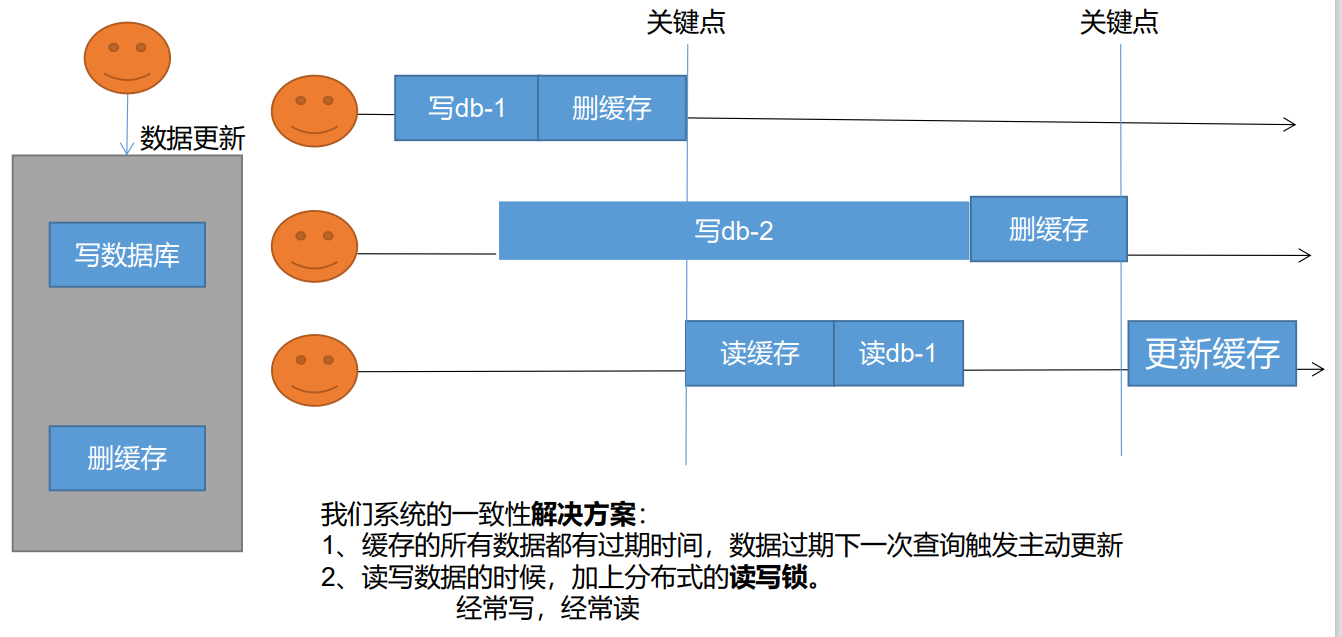 关键点
关键点
数据更新
写数据库
删缓存
写db-1
删缓存
写db-2
删缓存
读缓存
读db-1
更新缓存
我们系统的一致性解决方案：
1、缓存的所有数据都有过期时间，数据过期下一次查询触发主动更新
2、读写数据的时候，加上分布式的读写锁。
经常写，经常读